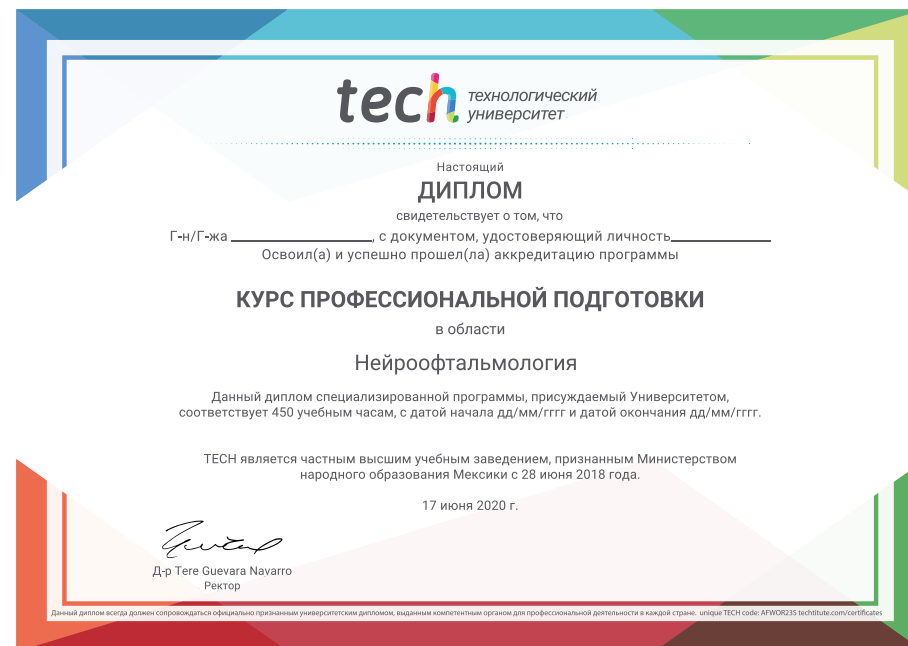 tech технологический
университет
Настоящий
ДИПЛОМ
свидетельствует о том, что
Г-н/Г-жа ____________________, с документом, удостоверяющий личность______________
Освоил(а) и успешно прошел(ла) аккредитацию программы
КУРС ПРОФЕССИОНАЛЬНОЙ ПОДГОТОВКИ
в области
Нейроофтальмология
Данный диплом специализированной программы, присуждаемый Университетом,
соответствует 450 учебным часам, с датой начала дд/мм/гггг и датой окончания дд/мм/гггг.
TECH является частным высшим учебным заведением, признанным Министерством
народного образования Мексики с 28 июня 2018 года.
17 июня 2020 г.
Д-р Tere Guevara Navarro
Ректор
Данный диплом всегда должен сопровождаться официально признанным университетским дипломом, выданным компетентным органом для профессиональной деятельности в каждой стране. unique TECH code: AFWOR23S techtitute.com/certificates